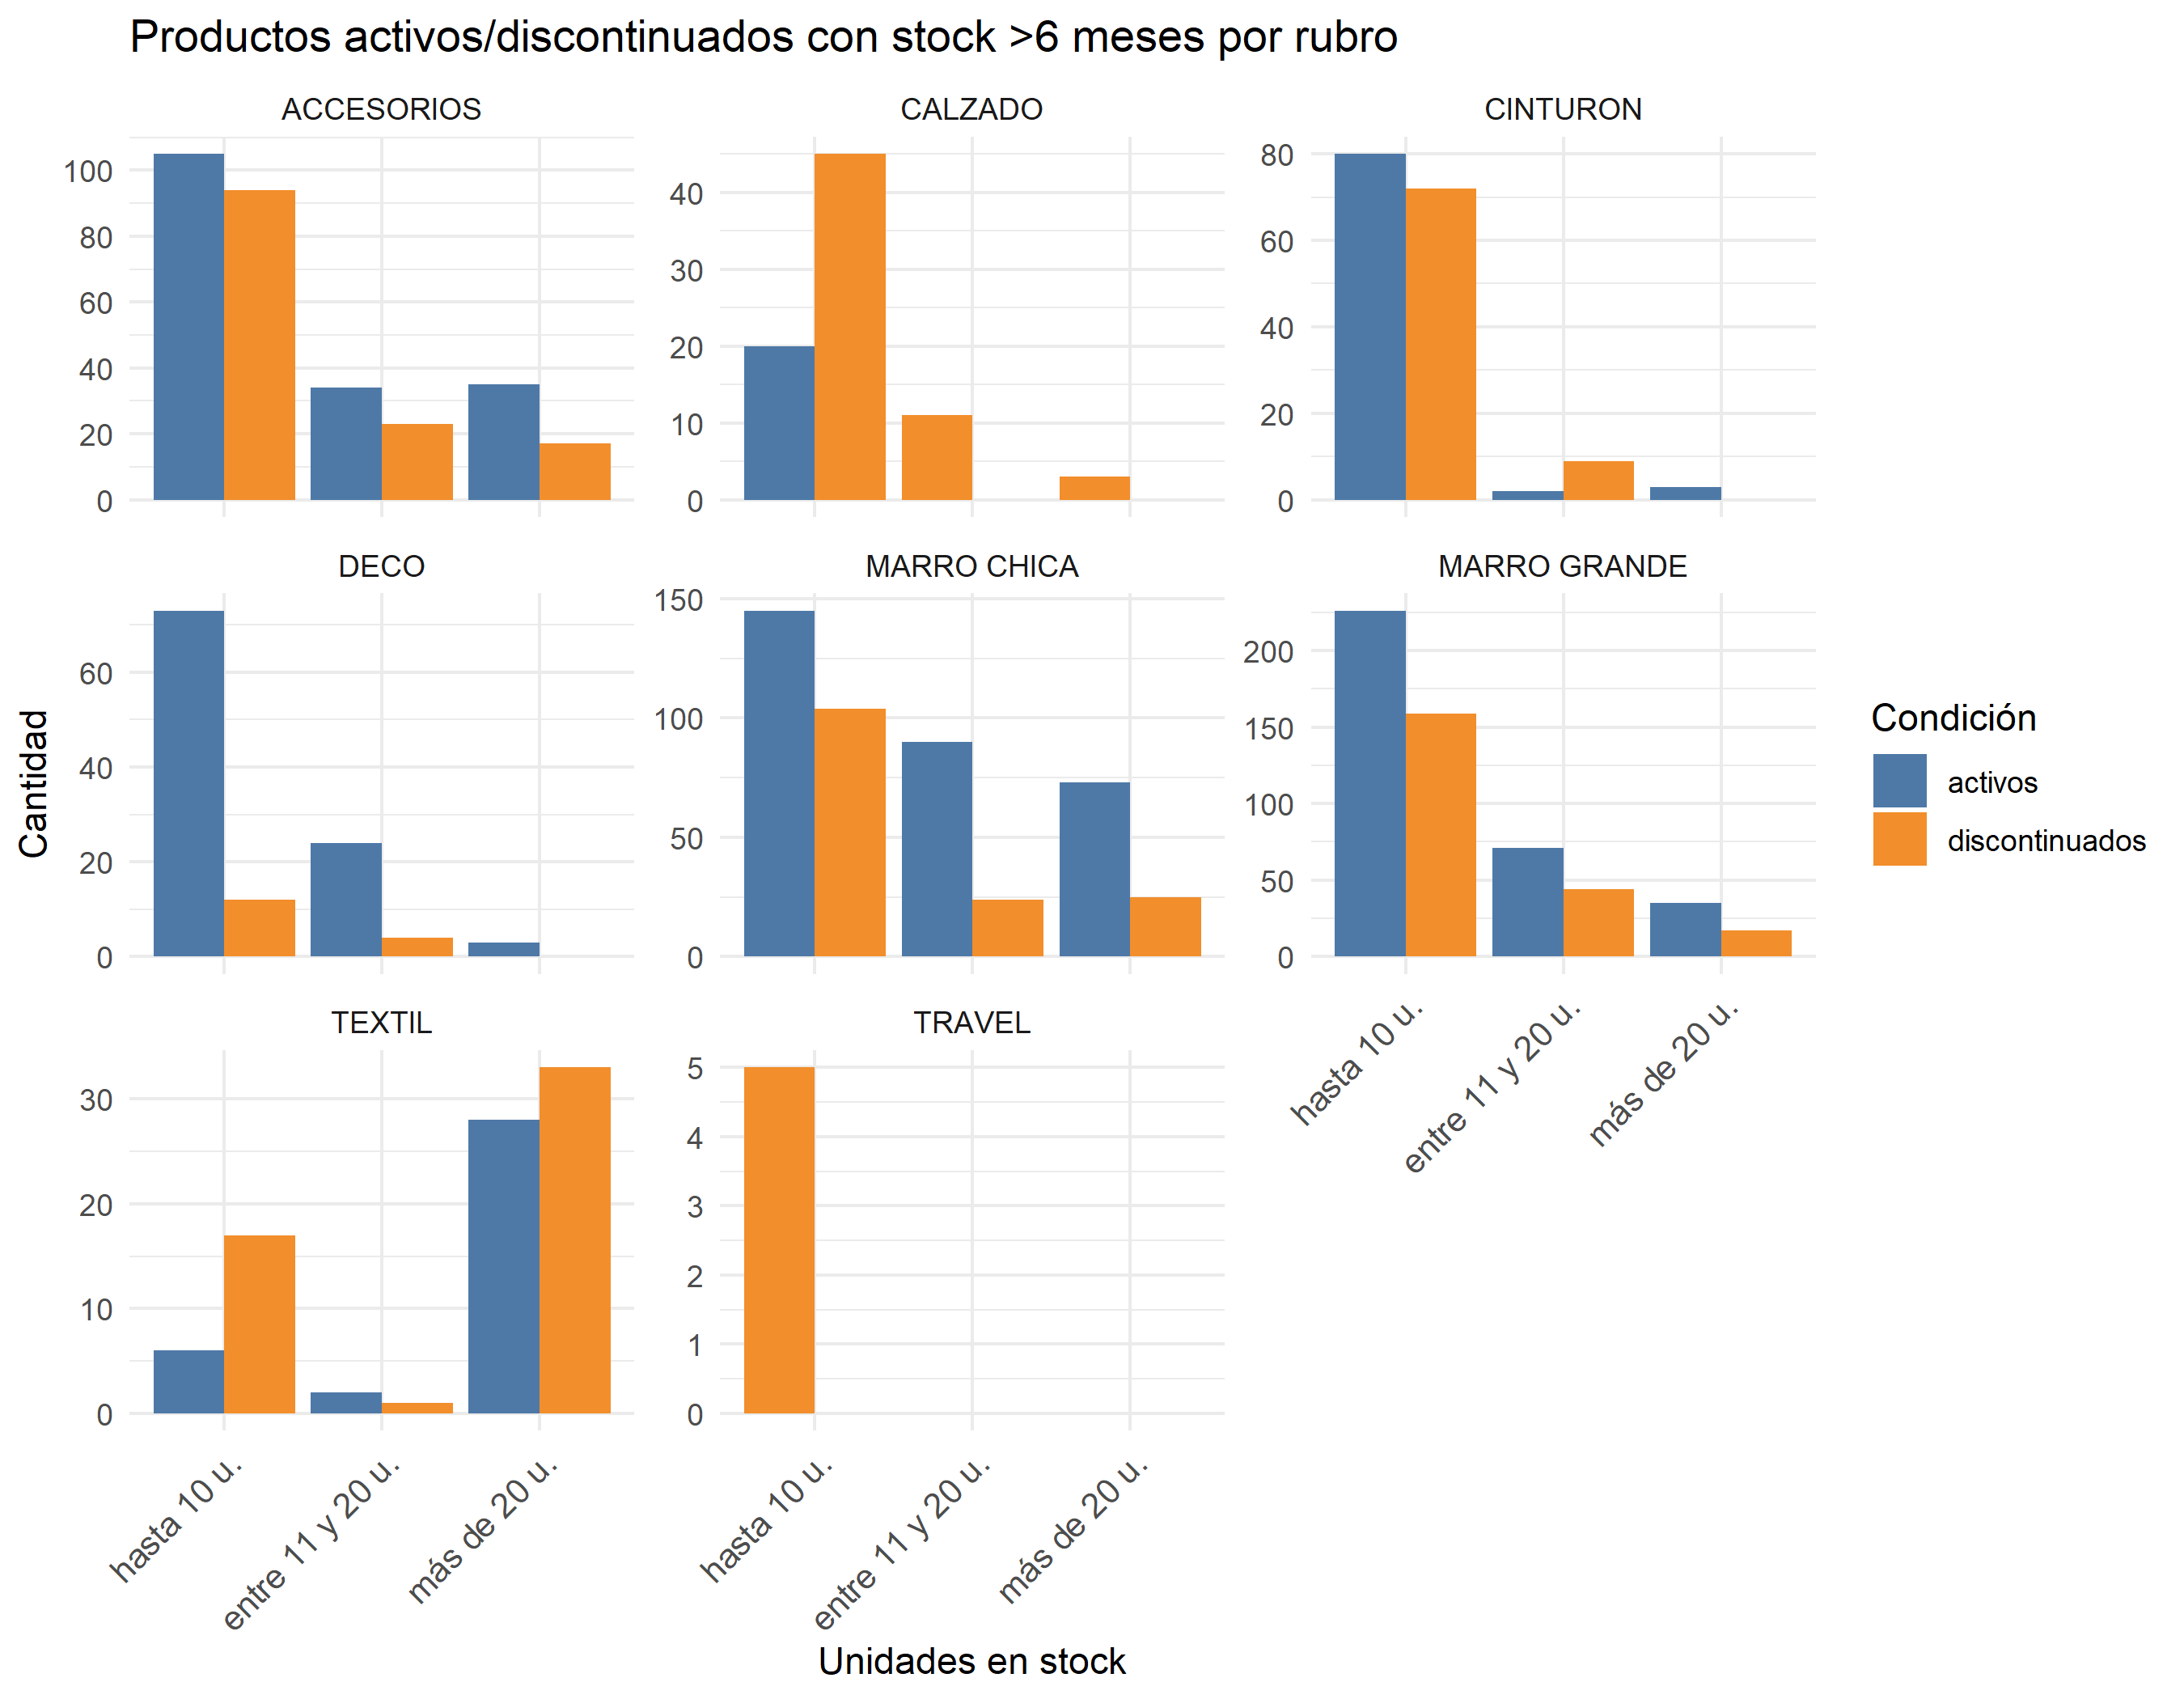 Productos activos/discontinuados con stock >6 meses por rubro
ACCESORIOS
100
80
60
40
20
0
CALZADO
40
30
20
10
0
CINTURON
80
60
40
20
0
DECO
60
40
20
0
MARRO CHICA
150
100
50
0
MARRO GRANDE
200
150
100
50
0
hasta 10 u.
entre 11 y 20 u.
más de 20 u.
TEXTIL
30
20
10
0
hasta 10 u.
entre 11 y 20 u.
más de 20 u.
TRAVEL
5
4
3
2
1
0
hasta 10 u.
entre 11 y 20 u.
más de 20 u.
Cantidad
Unidades en stock
Condición
activos
discontinuados